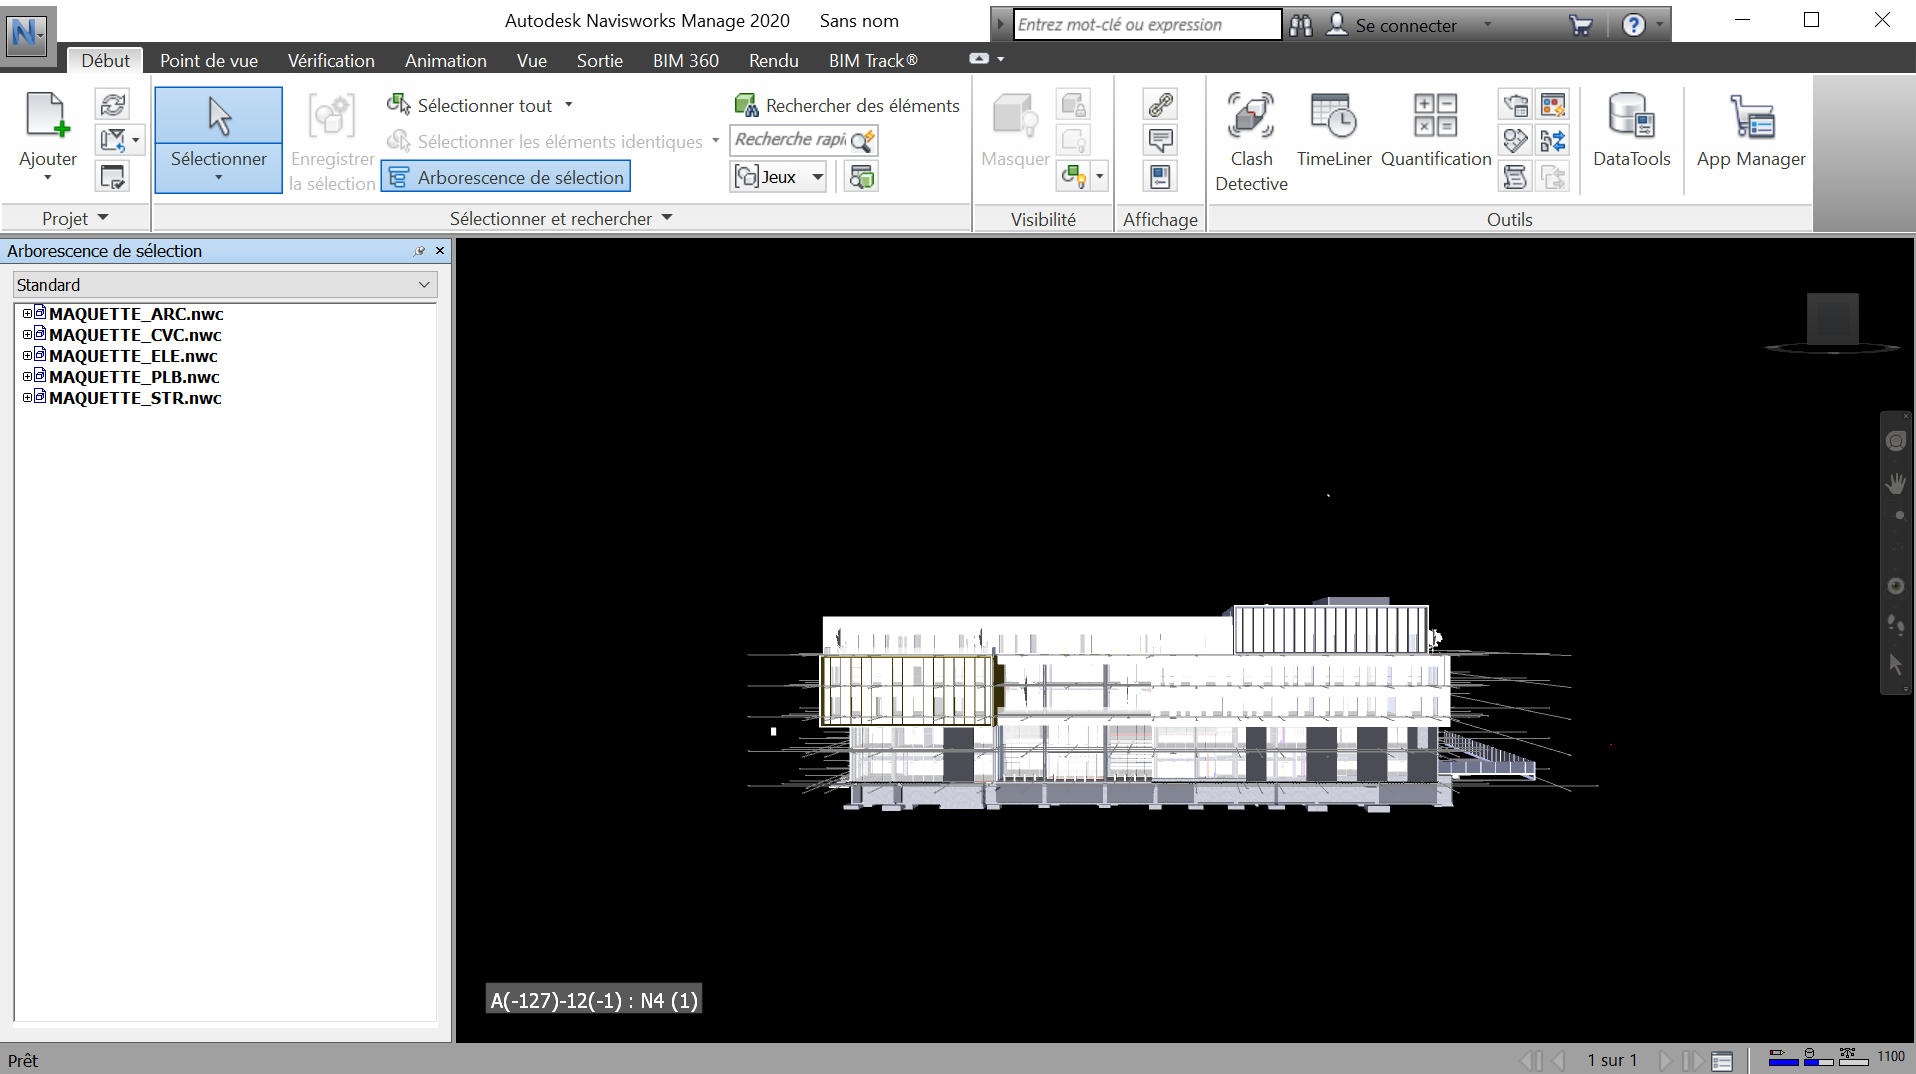 Autodesk Navisworks Manage 2020 Sans nom
Entrez mot-clé ou expression
Se connecter
Début Point de vue Vérification Animation Vue Sortie BIM 360 Rendu BIM Track®
Ajouter
Sélectionner
Enregistrer
la sélection
Sélectionner tout
Sélectionner les éléments identiques
Arborescence de sélection
Rechercher des éléments
Recherche rapi
Jeux
Masquer
Clash
Detective
TimeLiner
Quantification
DataTools
App Manager
Projet
Sélectionner et rechercher
Visibilité
Affichage
Outils
Arborescence de sélection
Standard
MAQUETTE_ARC.nwc
MAQUETTE_CVC.nwc
MAQUETTE_ELE.nwc
MAQUETTE_PLB.nwc
MAQUETTE_STR.nwc
A(-127)-12(-1) : N4 (1)
Prêt
1 sur 1
1100